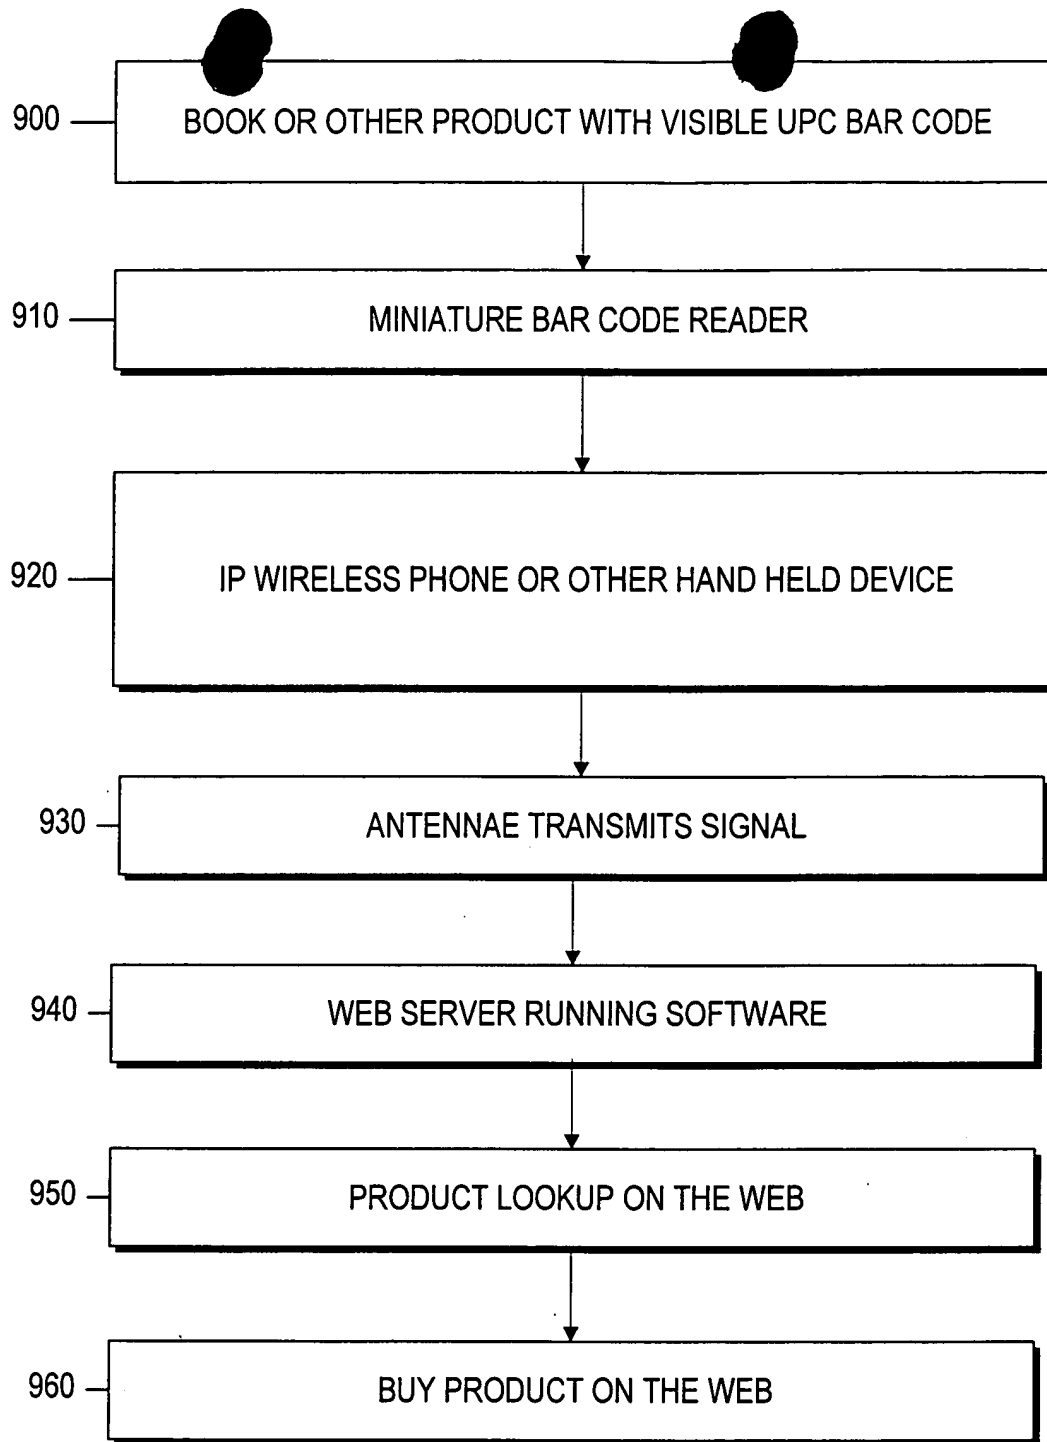 900 BOOK OR OTHER PRODUCT WITH VISIBLE UPC BAR CODE
910 MINIATURE BAR CODE READER
920 IP WIRELESS PHONE OR OTHER HAND HELD DEVICE
930 ANTENNAE TRANSMITS SIGNAL
940 WEB SERVER RUNNING SOFTWARE
950 PRODUCT LOOKUP ON THE WEB
960 BUY PRODUCT ON THE WEB